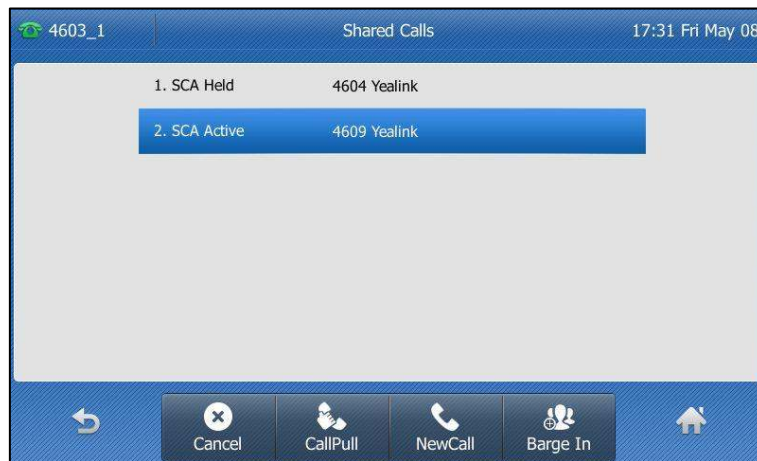 4603_1 Shared Calls 17:31 Fri May 08
1. SCA Held 4604 Yealink
2. SCA Active 4609 Yealink
Cancel CallPull NewCall Barge In